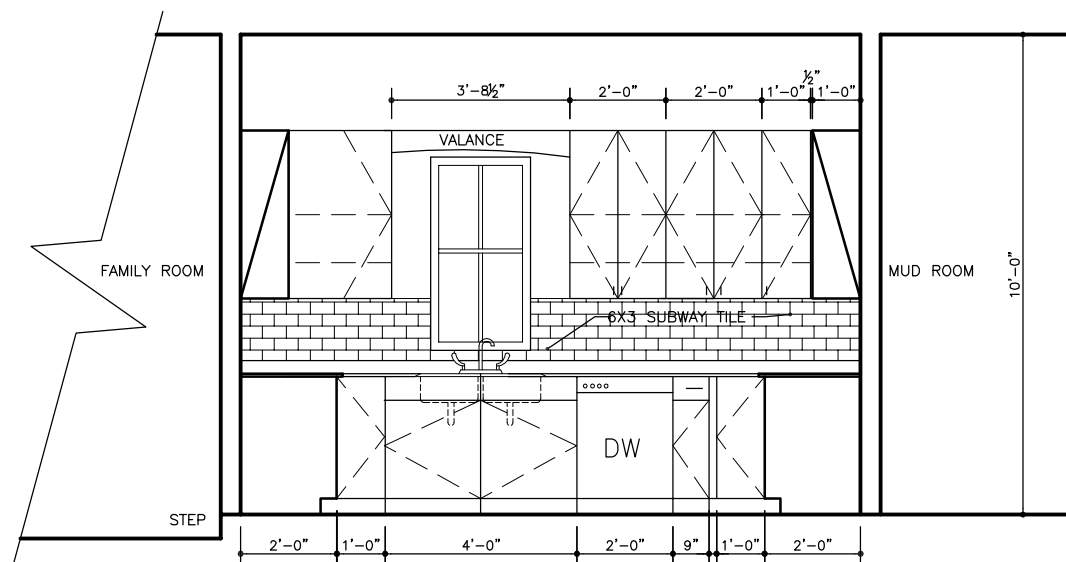 ½"
3'-8½" 2'-0" 2'-0" 1'-0" 1'-0"
VALANCE
FAMILY ROOM
MUD ROOM
10'-0"
6X3 SUBWAY TILE
DW
STEP
2'-0" 1'-0" 4'-0" 2'-0" 9" 1'-0" 2'-0"